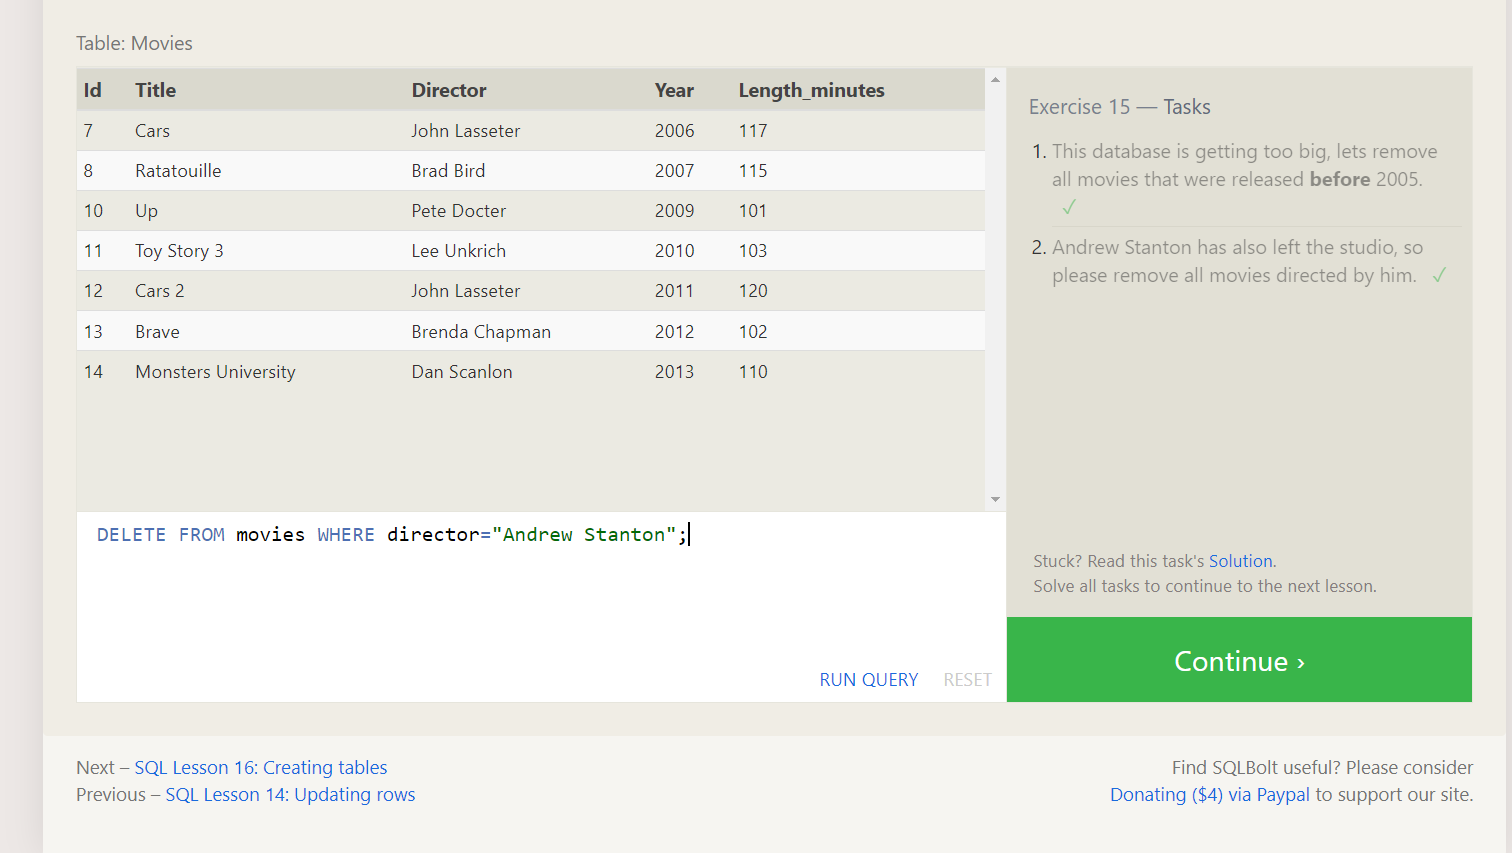 Table: Movies
Id Title Director Year Length_minutes
7 Cars John Lasseter 2006 117
8 Ratatouille Brad Bird 2007 115
10 Up Pete Docter 2009 101
11 Toy Story 3 Lee Unkrich 2010 103
12 Cars 2 John Lasseter 2011 120
13 Brave Brenda Chapman 2012 102
14 Monsters University Dan Scanlon 2013 110
DELETE FROM movies WHERE director="Andrew Stanton";
RUN QUERY RESET
Exercise 15 — Tasks
1. This database is getting too big, lets remove
all movies that were released before 2005.
✓
2. Andrew Stanton has also left the studio, so
please remove all movies directed by him. ✓
Stuck? Read this task's Solution.
Solve all tasks to continue to the next lesson.
Continue ›
Next – SQL Lesson 16: Creating tables
Previous – SQL Lesson 14: Updating rows
Find SQLBolt useful? Please consider
Donating ($4) via Paypal to support our site.